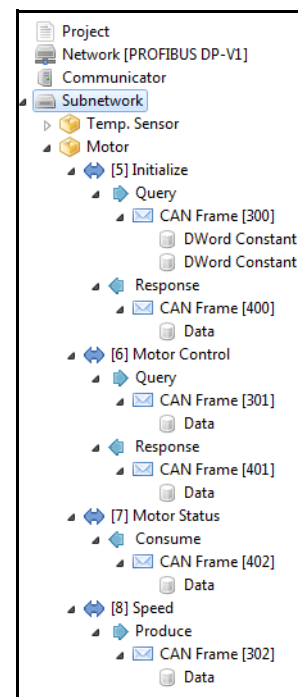 Project
Network [PROFIBUS DP-V1]
Communicator
Subnetwork
Temp. Sensor
Motor
[5] Initialize
Query
CAN Frame [300]
DWord Constant
DWord Constant
Response
CAN Frame [400]
Data
[6] Motor Control
Query
CAN Frame [301]
Data
Response
CAN Frame [401]
Data
[7] Motor Status
Consume
CAN Frame [402]
Data
[8] Speed
Produce
CAN Frame [302]
Data